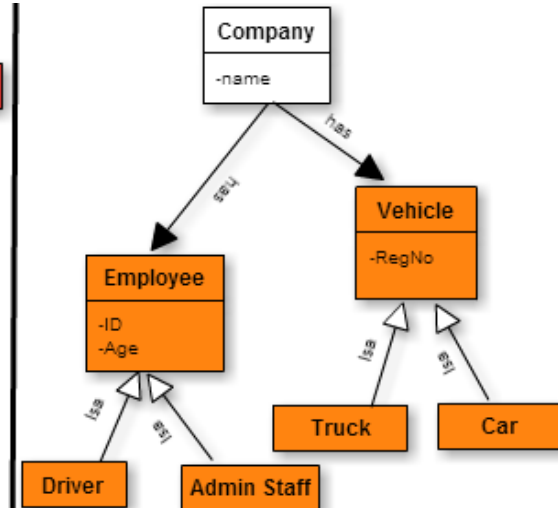 Company
-name
has
has
Vehicle
-RegNo
Employee
-ID
-Age
Isa
Isa
Isa
Isa
Truck
Car
Driver
Admin Staff